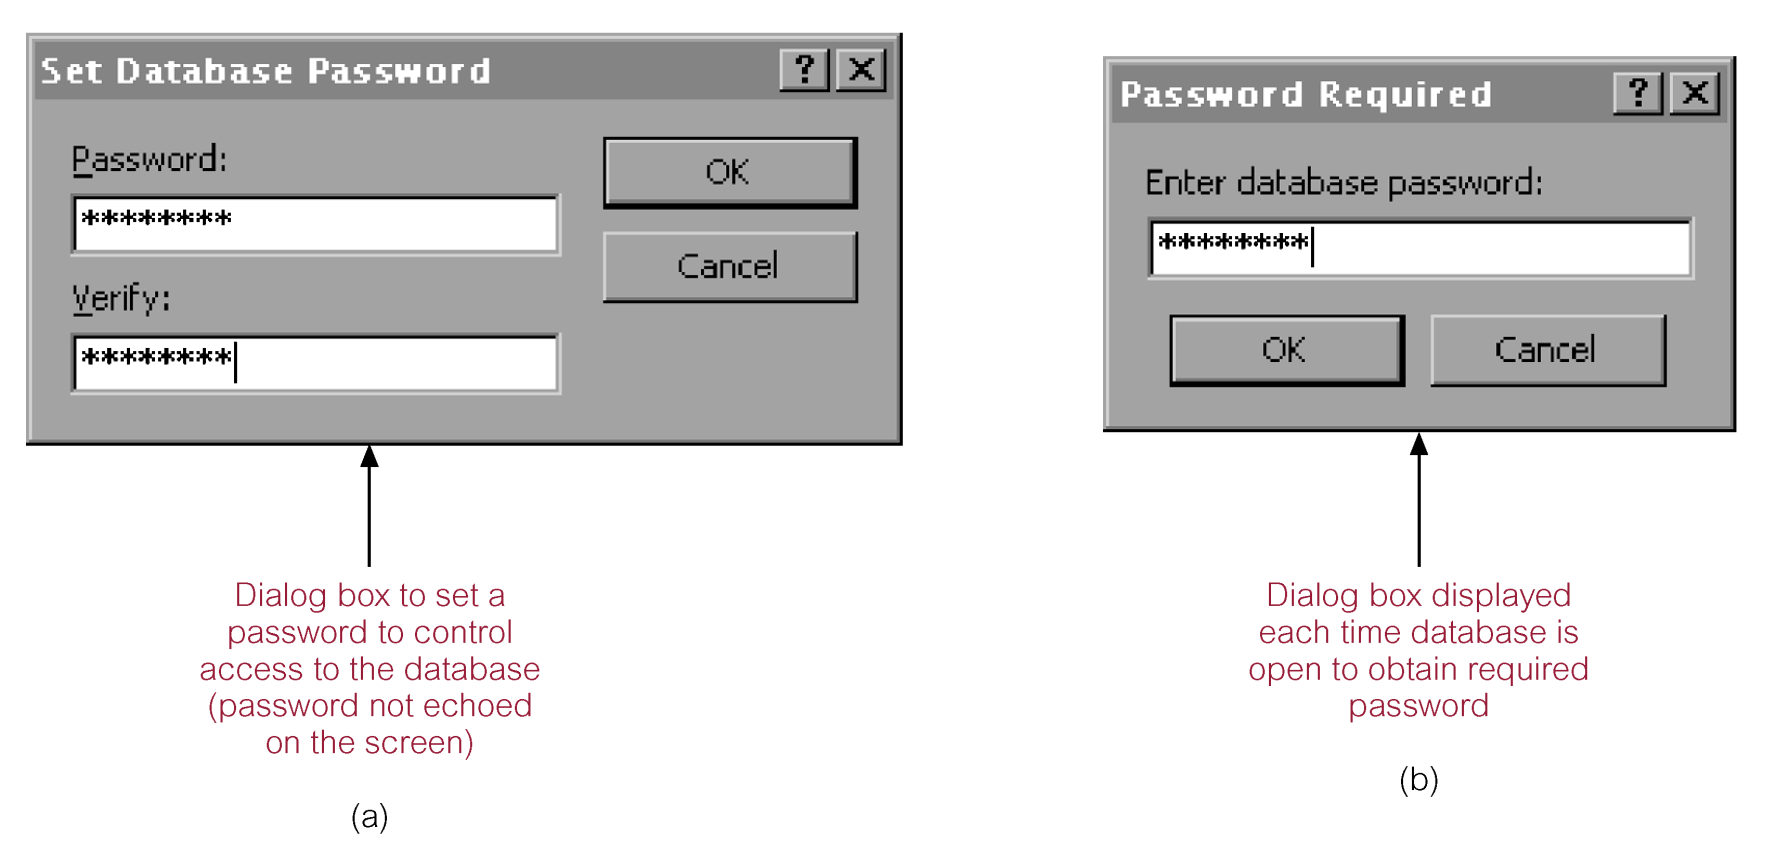 Set Database Password
? X
Password:
********
OK
Cancel
Verify:
********
Dialog box to set a
password to control
access to the database
(password not echoed
on the screen)
(a)
Password Required
? X
Enter database password:
********
OK
Cancel
Dialog box displayed
each time database is
open to obtain required
password
(b)